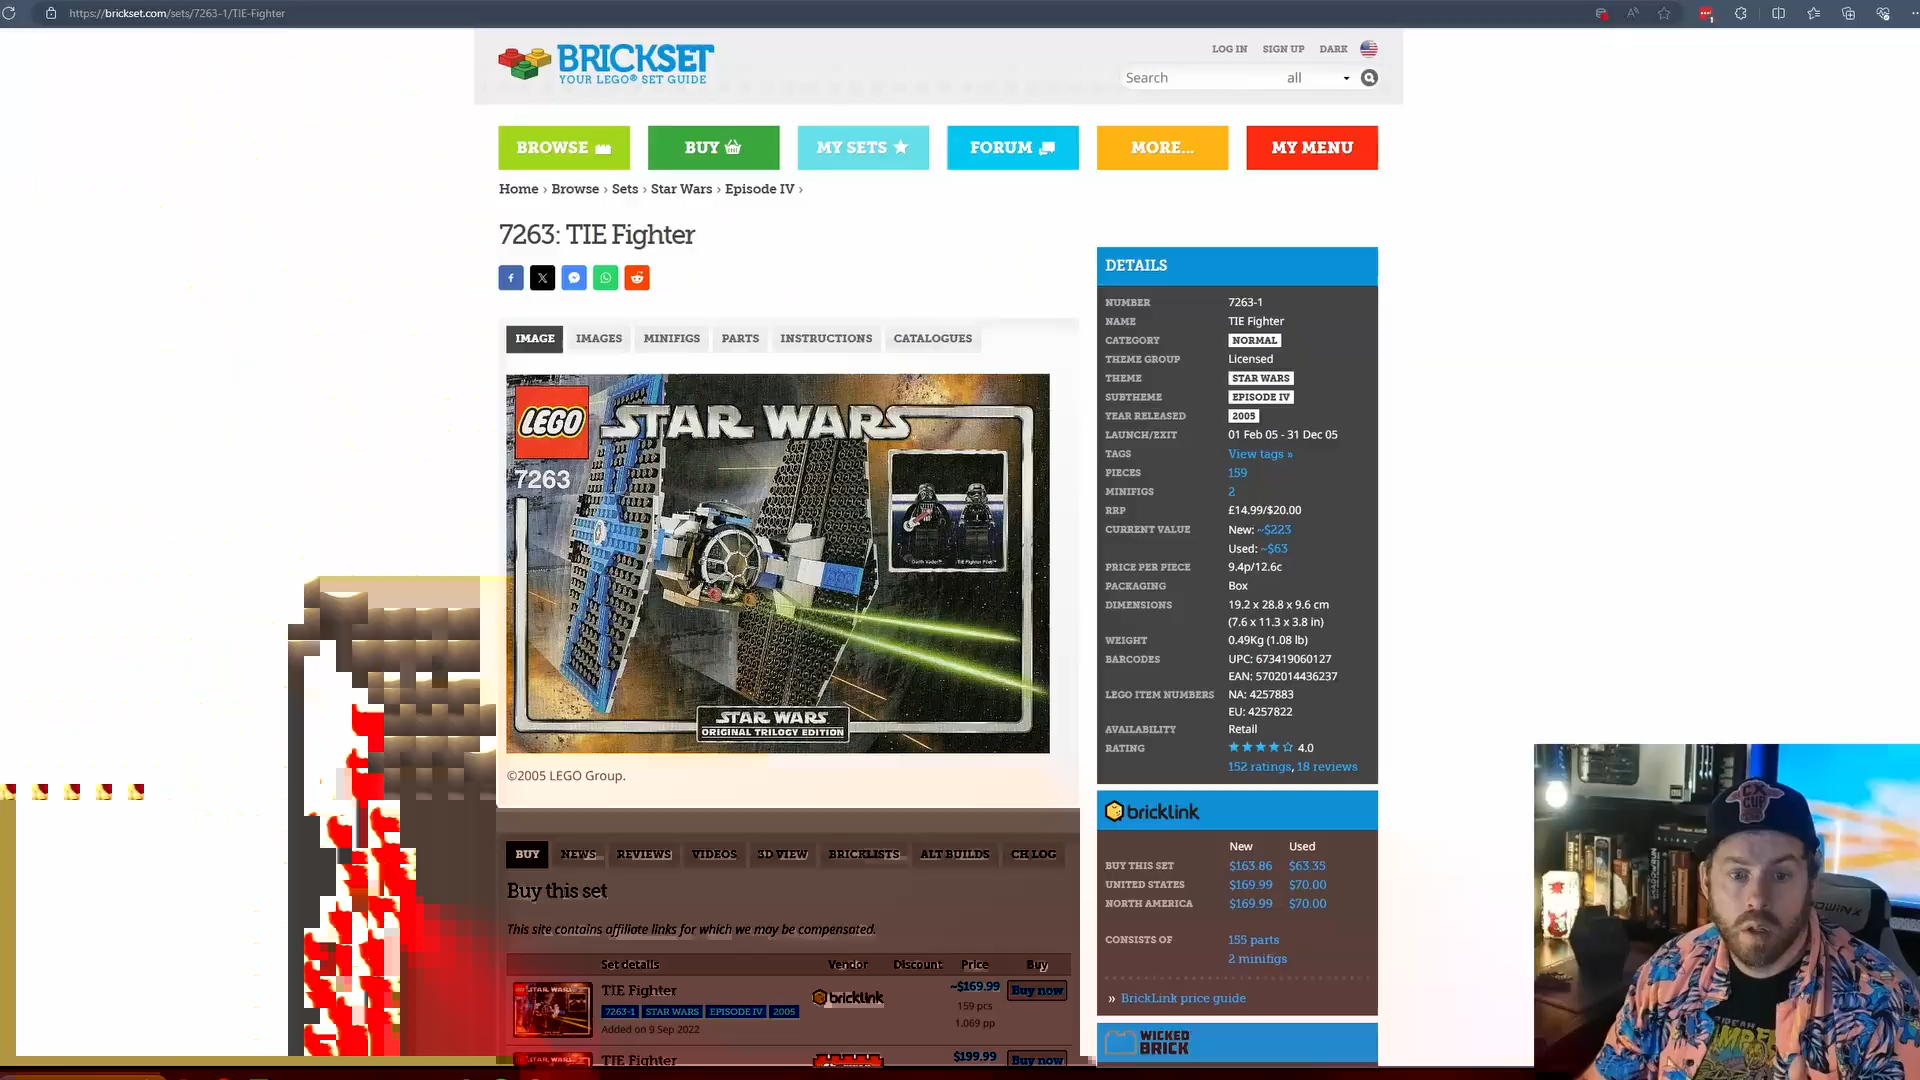 https://brickset.com/sets/7263-1/TIE-Fighter
BRICKSET
YOUR LEGO® SET GUIDE
LOG IN SIGN UP DARK
Search all
BROWSE BUY MY SETS FORUM MORE... MY MENU
Home › Browse › Sets › Star Wars › Episode IV ›
7263: TIE Fighter
IMAGE IMAGES MINIFIGS PARTS INSTRUCTIONS CATALOGUES
LEGO
STAR WARS
7263
Darth Vader TIE Fighter Pilot
STAR WARS
ORIGINAL TRILOGY EDITION
©2005 LEGO Group.
BUY NEWS REVIEWS VIDEOS 3D VIEW BRICKLISTS ALT BUILDS CH LOG
Buy this set
This site contains affiliate links for which we may be compensated.
Set details Vendor Discount Price Buy
TIE Fighter bricklink ~$169.99 Buy now
7263-1 STAR WARS EPISODE IV 2005 159 pcs
Added on 9 Sep 2022 1.069 pp
TIE Fighter $199.99 Buy now
DETAILS
NUMBER 7263-1
NAME TIE Fighter
CATEGORY NORMAL
THEME GROUP Licensed
THEME STAR WARS
SUBTHEME EPISODE IV
YEAR RELEASED 2005
LAUNCH/EXIT 01 Feb 05 - 31 Dec 05
TAGS View tags »
PIECES 159
MINIFIGS 2
RRP £14.99/$20.00
CURRENT VALUE New: ~$223
Used: ~$63
PRICE PER PIECE 9.4p/12.6c
PACKAGING Box
DIMENSIONS 19.2 x 28.8 x 9.6 cm
(7.6 x 11.3 x 3.8 in)
WEIGHT 0.49Kg (1.08 lb)
BARCODES UPC: 673419060127
EAN: 5702014436237
LEGO ITEM NUMBERS NA: 4257883
EU: 4257822
AVAILABILITY Retail
RATING ★★★★☆ 4.0
152 ratings, 18 reviews
bricklink
New Used
BUY THIS SET $163.86 $63.35
UNITED STATES $169.99 $70.00
NORTH AMERICA $169.99 $70.00
CONSISTS OF 155 parts
2 minifigs
» BrickLink price guide
WICKED
BRICK